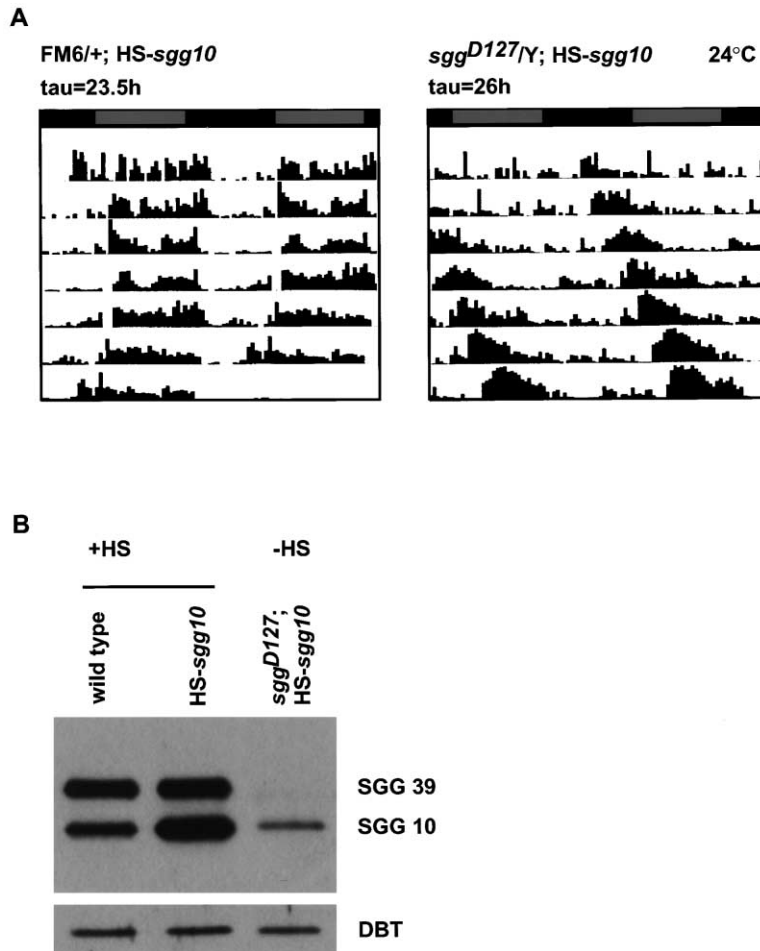 A
FM6/+; HS-sgg10
tau=23.5h
sggD127/Y; HS-sgg10 24°C
tau=26h
B
+HS
-HS
wild type
HS-sgg10
sggD127;
HS-sgg10
SGG 39
SGG 10
DBT